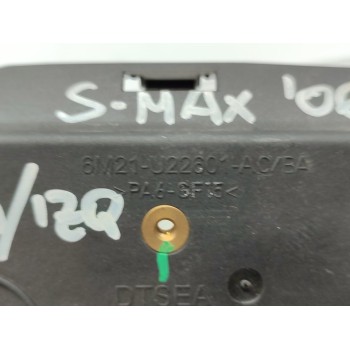 S-MAX '06
6M21-U22601-AC/BA
>PA6-GF15<
/IZQ
DTSEA